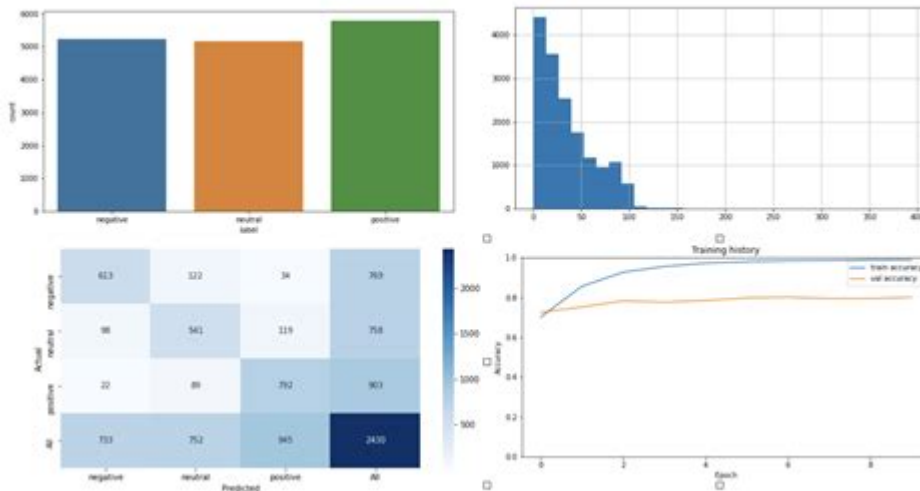 6000
5000
4000
3000
2000
1000
0
count
negative neutral positive
label
4000
3000
2000
1000
0
0 50 100 150 200 250 300 350 400
negative 613 122 34 769
neutral 98 541 119 758
positive 22 89 792 903
All 733 752 945 2430
Actual
negative neutral positive All
Predicted
2000
1500
1000
500
Training history
train accuracy
val accuracy
1.0
0.8
0.6
0.4
0.2
0.0
Accuracy
0 2 4 6 8
Epoch